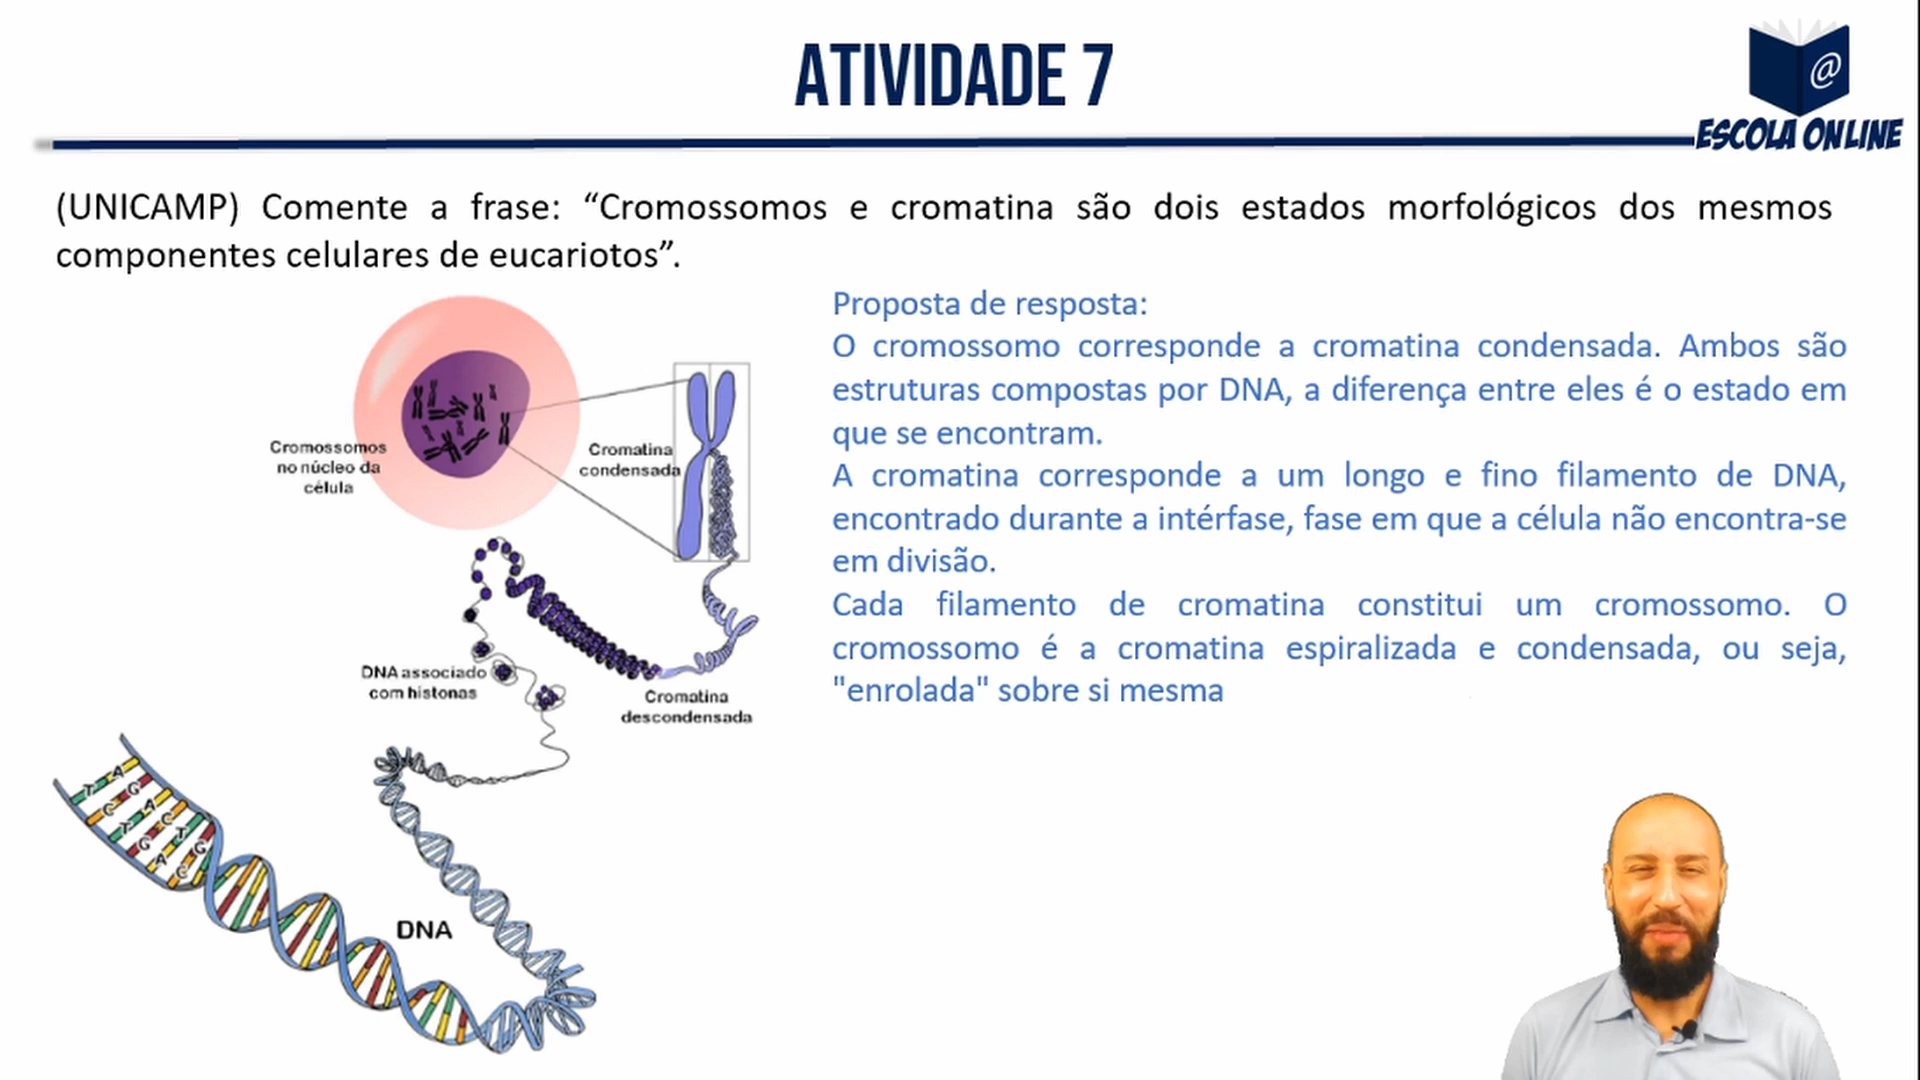 ATIVIDADE 7
@
ESCOLA ONLINE
(UNICAMP) Comente a frase: “Cromossomos e cromatina são dois estados morfológicos dos mesmos
componentes celulares de eucariotos”.
Proposta de resposta:
O cromossomo corresponde a cromatina condensada. Ambos são
estruturas compostas por DNA, a diferença entre eles é o estado em
que se encontram.
A cromatina corresponde a um longo e fino filamento de DNA,
encontrado durante a intérfase, fase em que a célula não encontra-se
em divisão.
Cada filamento de cromatina constitui um cromossomo. O
cromossomo é a cromatina espiralizada e condensada, ou seja,
"enrolada" sobre si mesma
Cromossomos
no núcleo da
célula
Cromatina
condensada
DNA associado
com histonas
Cromatina
descondensada
T A
C G
T A
G C
A T
C G
DNA